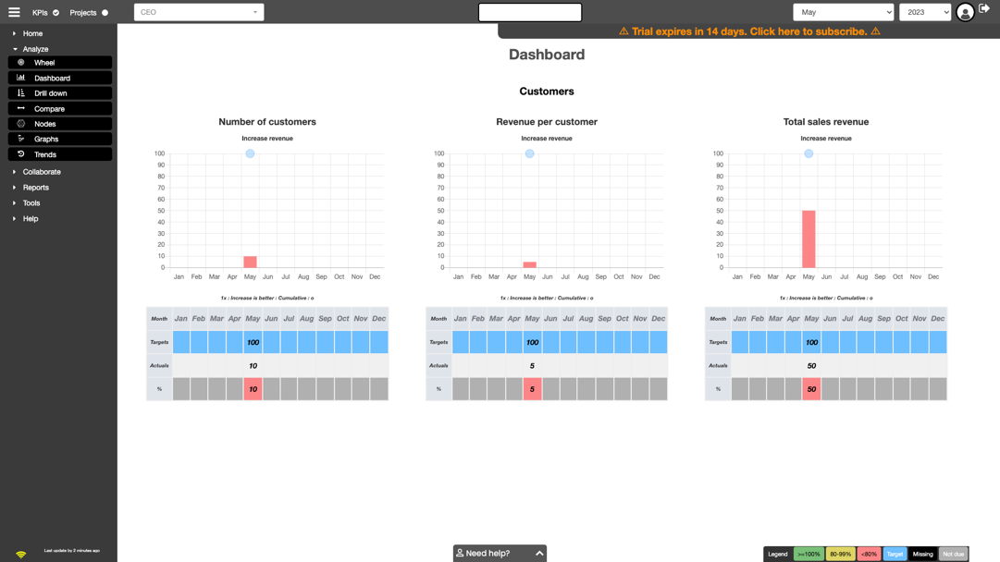 KPIs Projects CEO May 2023
⚠ Trial expires in 14 days. Click here to subscribe. ⚠
Home
Analyze
Wheel
Dashboard
Drill down
Compare
Nodes
Graphs
Trends
Collaborate
Reports
Tools
Help
Last update by 2 minutes ago
Dashboard
Customers
Number of customers
Increase revenue
100
90
80
70
60
50
40
30
20
10
0
Jan Feb Mar Apr May Jun Jul Aug Sep Oct Nov Dec
1x : Increase is better : Cumulative : o
Month Jan Feb Mar Apr May Jun Jul Aug Sep Oct Nov Dec
Targets 100
Actuals 10
% 10
Revenue per customer
Increase revenue
100
90
80
70
60
50
40
30
20
10
0
Jan Feb Mar Apr May Jun Jul Aug Sep Oct Nov Dec
1x : Increase is better : Cumulative : o
Month Jan Feb Mar Apr May Jun Jul Aug Sep Oct Nov Dec
Targets 100
Actuals 5
% 5
Total sales revenue
Increase revenue
100
90
80
70
60
50
40
30
20
10
0
Jan Feb Mar Apr May Jun Jul Aug Sep Oct Nov Dec
1x : Increase is better : Cumulative : o
Month Jan Feb Mar Apr May Jun Jul Aug Sep Oct Nov Dec
Targets 100
Actuals 50
% 50
Need help?
Legend >=100% 80-99% <80% Target Missing Not due